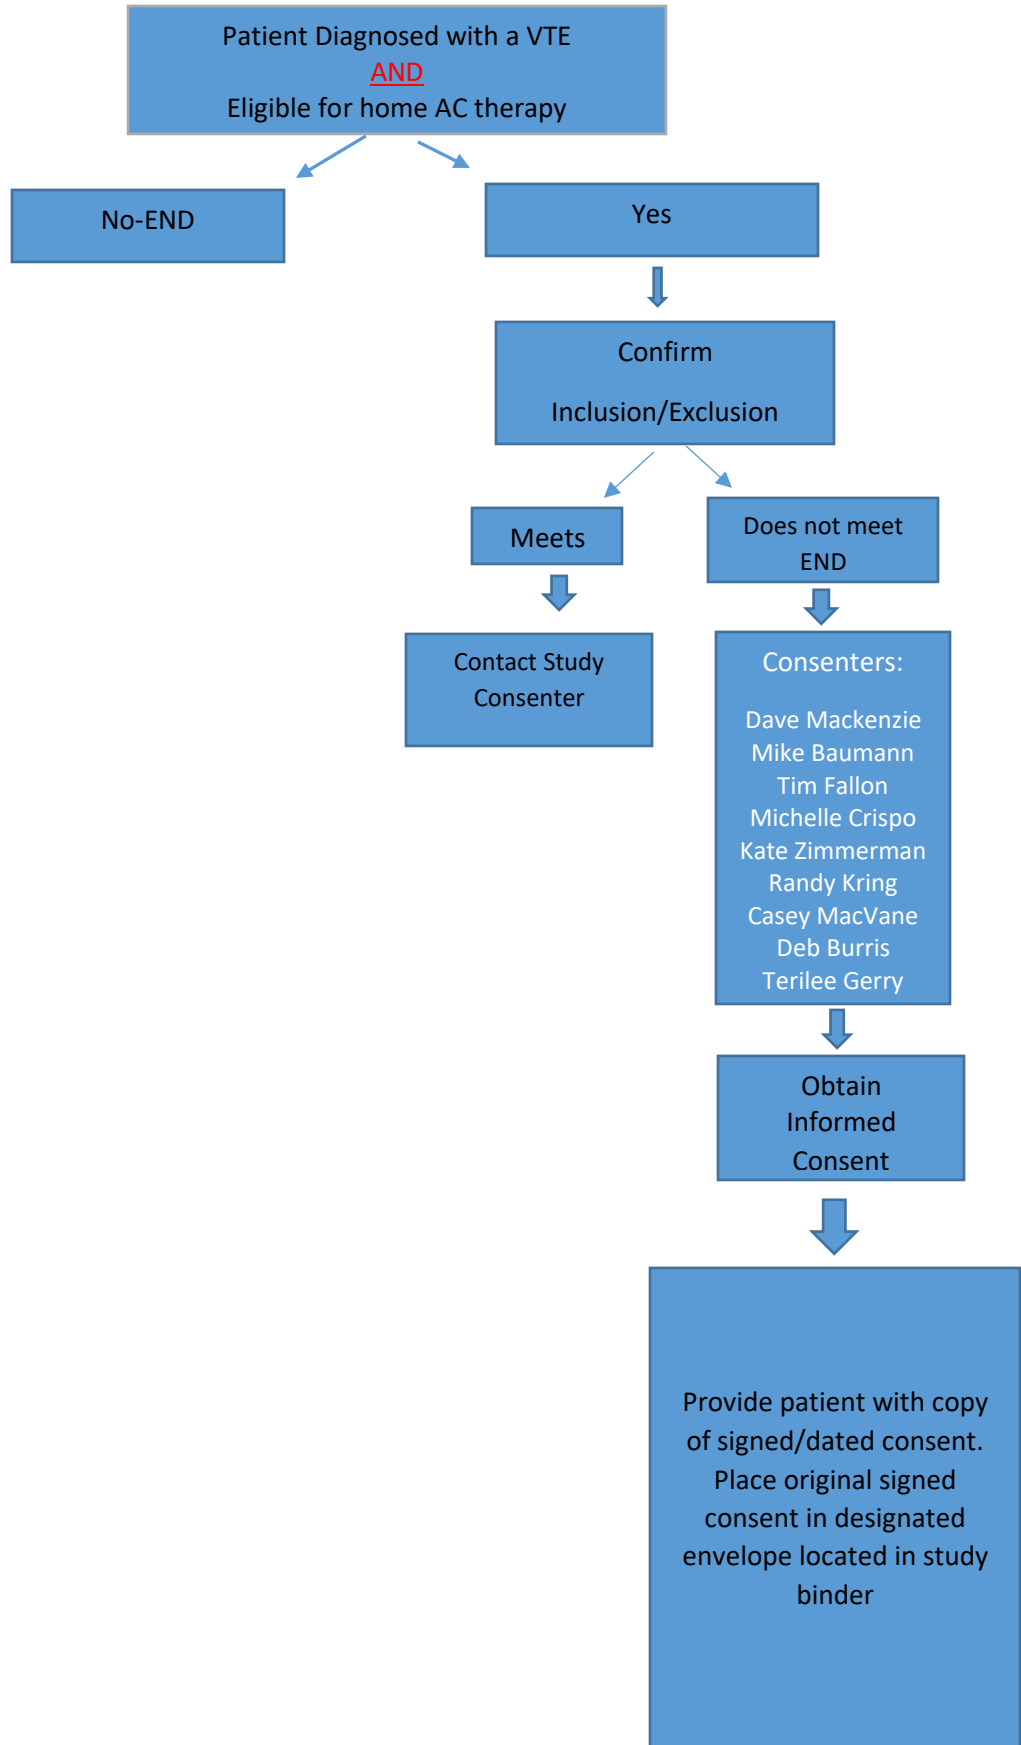 Patient Diagnosed with a VTE
AND
Eligible for home AC therapy
No-END
Yes
Confirm
Inclusion/Exclusion
Meets
Does not meet
END
Contact Study
Consenter
Consenters:
Dave Mackenzie
Mike Baumann
Tim Fallon
Michelle Crispo
Kate Zimmerman
Randy Kring
Casey MacVane
Deb Burris
Terilee Gerry
Obtain
Informed
Consent
Provide patient with copy
of signed/dated consent.
Place original signed
consent in designated
envelope located in study
binder